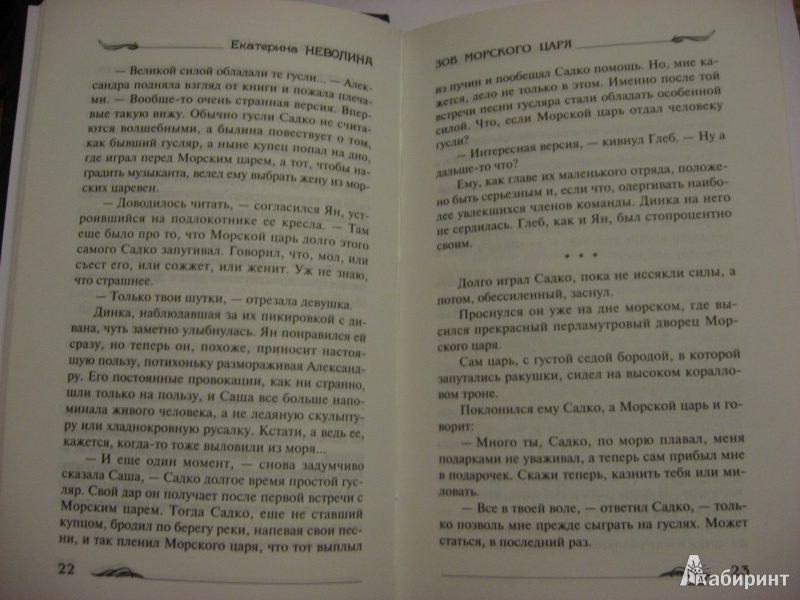 Екатерина НЕВОЛИНА
— Великой силой обладали те гусли... — Алек-
сандра подняла взгляд от книги и пожала плеча-
ми. — Вообще-то очень странная версия. Впер-
вые такую вижу. Обычно гусли Садко не счита-
ются волшебными, а былина повествует о том,
как бывший гусляр, а ныне купец попал на дно,
где играл перед Морским царем, а тот, чтобы на-
градить музыканта, велел ему выбрать жену из мор-
ских царевен.
— Доводилось читать, — согласился Ян, уст-
роившийся на подлокотнике ее кресла. — Там
еще было про то, что Морской царь долго этого
самого Садко запугивал. Говорил, что, мол, или
съест его, или сожжет, или женит. Уж не знаю,
что страшнее.
— Только твои шутки, — отрезала девушка.
Динка, наблюдавшая за их пикировкой с ди-
вана, чуть заметно улыбнулась. Ян понравился ей
сразу, но теперь он, похоже, приносит настоя-
щую пользу, потихоньку размораживая Александ-
ру. Его постоянные провокации, как ни странно,
шли только на пользу, и Саша все больше напо-
минала живого человека, а не ледяную скульпту-
ру или хладнокровную русалку. Кстати, а ведь ее,
кажется, когда-то тоже выловили из моря...
— И еще один момент, — снова задумчиво
сказала Саша, — Садко долгое время простой гус-
ляр. Свой дар он получает после первой встречи с
Морским царем. Тогда Садко, еще не ставший
купцом, бродил по берегу реки, напевая свои пес-
ни, и так пленил Морского царя, что тот выплыл
22
ЗОВ МОРСКОГО ЦАРЯ
из пучин и пообещал Садко помощь. Но, мне ка-
жется, дело не только в этом. Именно после той
встречи песни гусляра стали обладать особенной
силой. Что, если Морской царь отдал человеку
гусли?
— Интересная версия, — кивнул Глеб. — Ну а
дальше-то что?
Ему, как главе их маленького отряда, положе-
но быть серьезным и, если что, одергивать наибо-
лее увлекшихся членов команды. Динка на него
не сердилась. Глеб, как и Ян, был стопроцентно
своим.
* * *
Долго играл Садко, пока не иссякли силы, а
потом, обессиленный, заснул.
Проснулся он уже на дне морском, где вы-
сился прекрасный перламутровый дворец Мор-
ского царя.
Сам царь, с густой седой бородой, в которой
запутались ракушки, сидел на высоком коралло-
вом троне.
Поклонился ему Садко, а Морской царь и го-
ворит:
— Много ты, Садко, по морю плавал, меня
подарками не уваживал, а теперь сам прибыл мне
в подарочек. Скажи теперь, казнить тебя или ми-
ловать.
— Все в твоей воле, — ответил Садко, — толь-
ко позволь мне прежде сыграть на гуслях. Может
статься, в последний раз.
23
Лабиринт